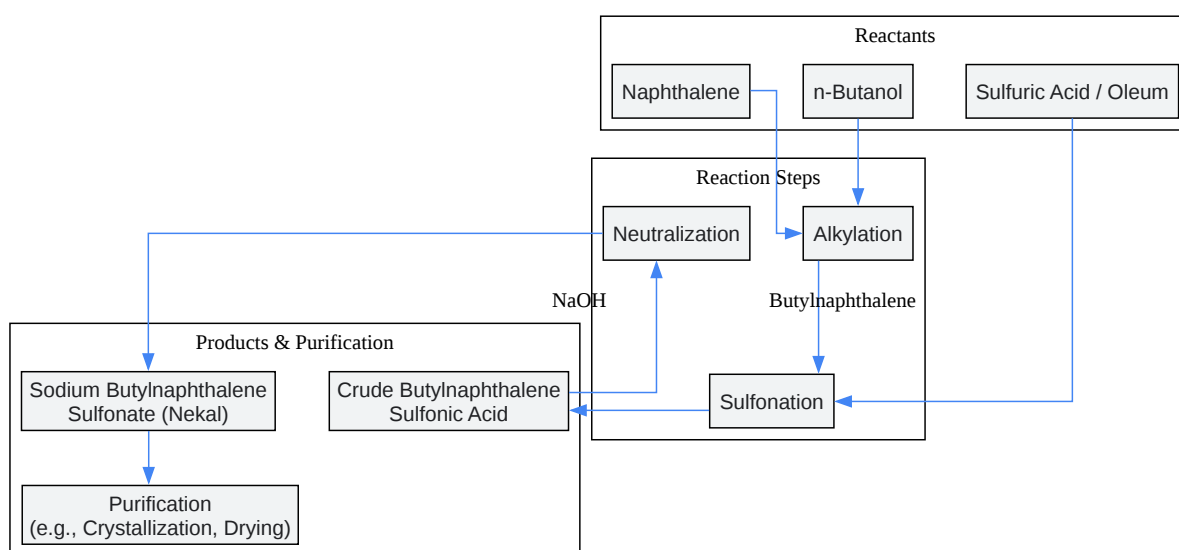 Reactants
Naphthalene
n-Butanol
Sulfuric Acid / Oleum
Reaction Steps
Neutralization
Alkylation
NaOH
Butylnaphthalene
Products & Purification
Sodium Butylnaphthalene
Sulfonate (Nekal)
Crude Butylnaphthalene
Sulfonic Acid
Sulfonation
Purification
(e.g., Crystallization, Drying)